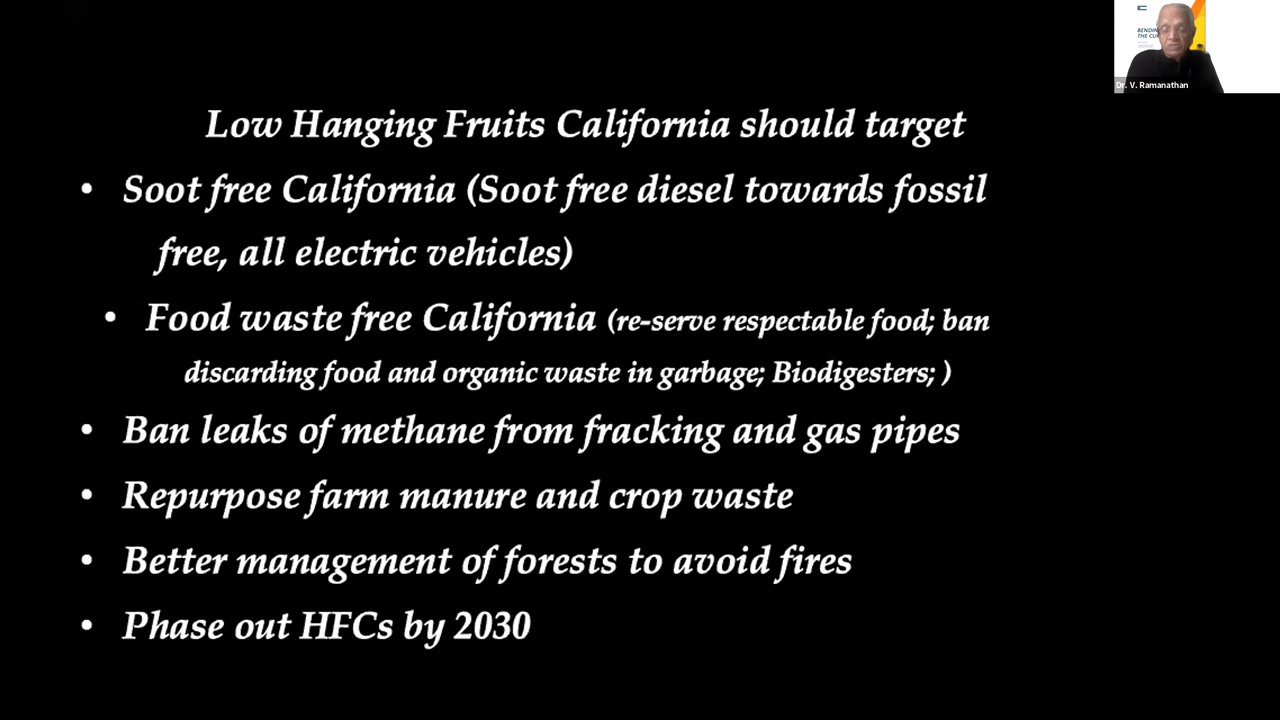 BENDING
THE CUR
Dr. V. Ramanathan
Low Hanging Fruits California should target
• Soot free California (Soot free diesel towards fossil
free, all electric vehicles)
• Food waste free California (re-serve respectable food; ban
discarding food and organic waste in garbage; Biodigesters; )
• Ban leaks of methane from fracking and gas pipes
• Repurpose farm manure and crop waste
• Better management of forests to avoid fires
• Phase out HFCs by 2030